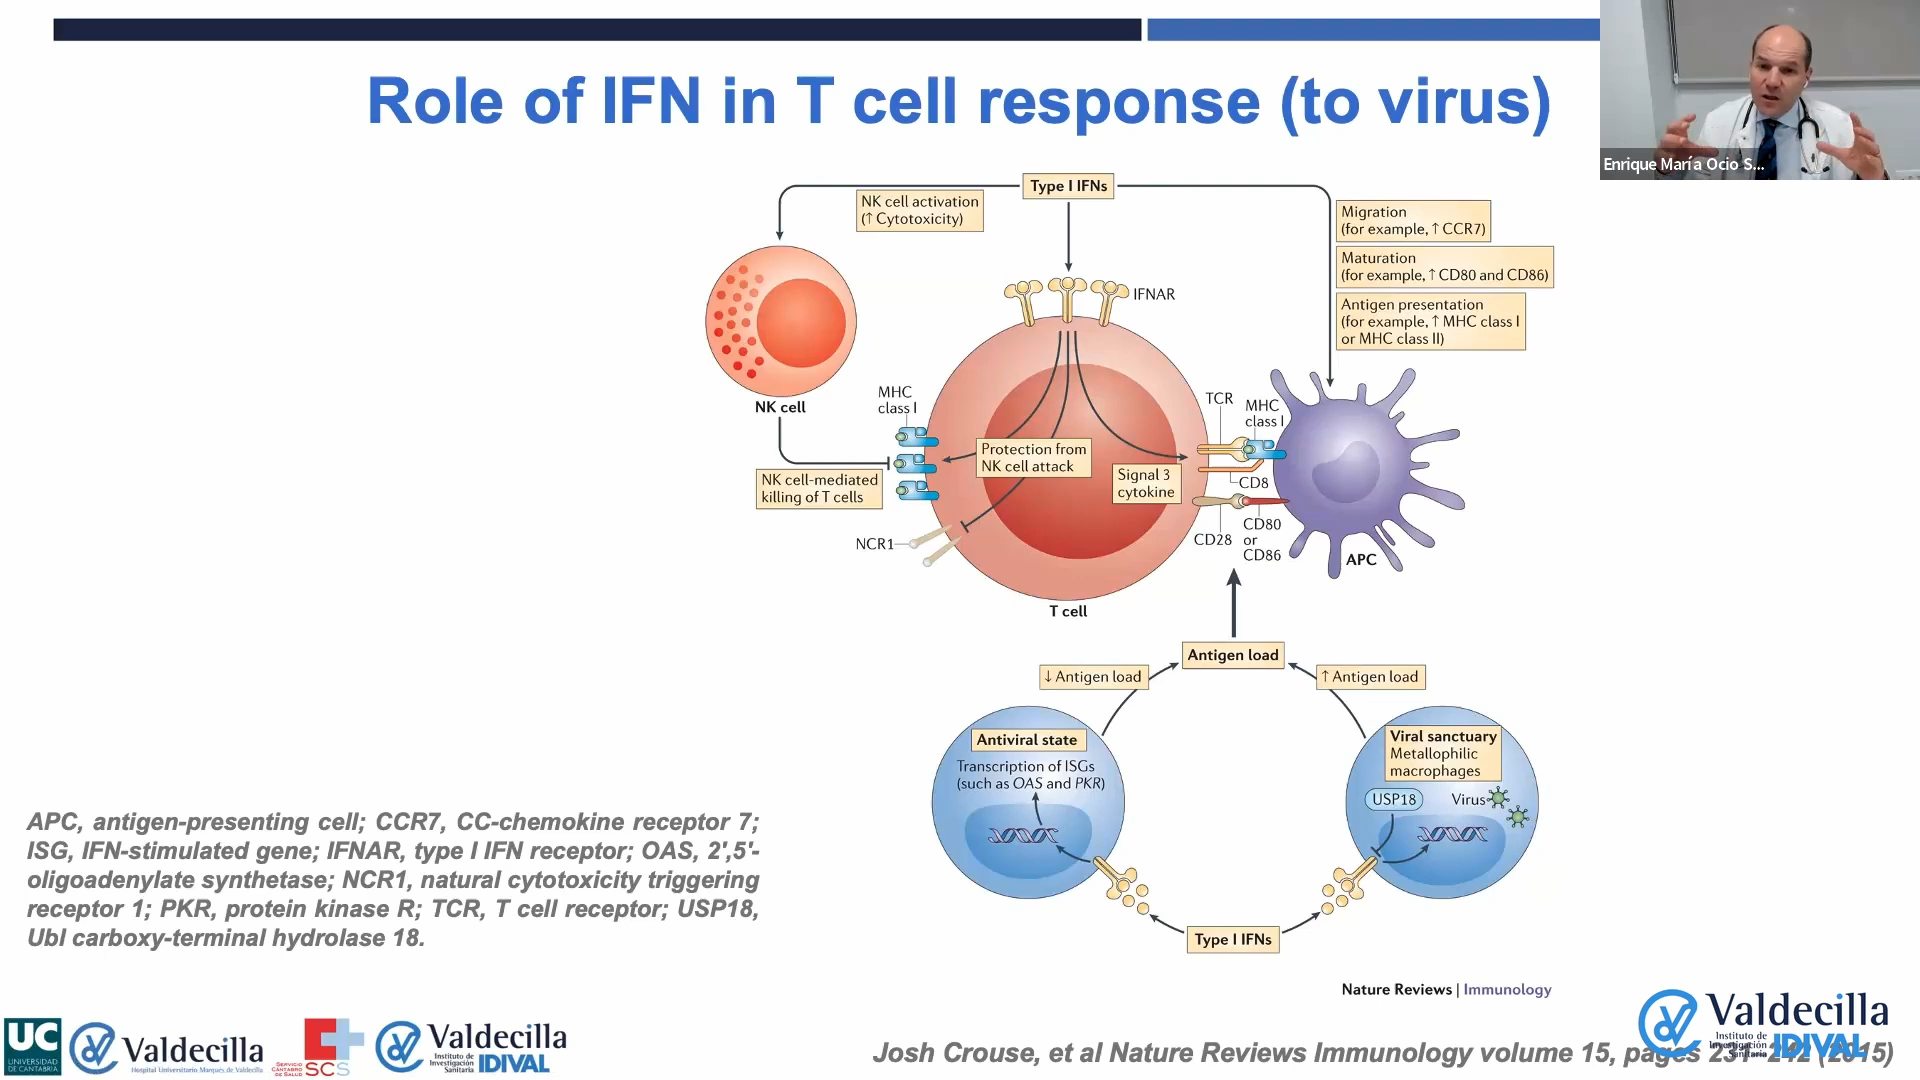 Role of IFN in T cell response (to virus)
Enrique María Ocio S...
Type I IFNs
NK cell activation
(↑ Cytotoxicity)
Migration
(for example, ↑ CCR7)
Maturation
(for example, ↑ CD80 and CD86)
Antigen presentation
(for example, ↑ MHC class I
or MHC class II)
IFNAR
NK cell
MHC
class I
TCR
MHC
class I
Protection from
NK cell attack
Signal 3
cytokine
NK cell-mediated
killing of T cells
CD8
NCR1
CD28
CD80
or
CD86
APC
T cell
Antigen load
↓ Antigen load
↑ Antigen load
Antiviral state
Transcription of ISGs
(such as OAS and PKR)
Viral sanctuary
Metallophilic
macrophages
USP18
Virus
Type I IFNs
APC, antigen-presenting cell; CCR7, CC-chemokine receptor 7;
ISG, IFN-stimulated gene; IFNAR, type I IFN receptor; OAS, 2′,5′-
oligoadenylate synthetase; NCR1, natural cytotoxicity triggering
receptor 1; PKR, protein kinase R; TCR, T cell receptor; USP18,
Ubl carboxy-terminal hydrolase 18.
Nature Reviews | Immunology
UC
UNIVERSIDAD
DE CANTABRIA
Valdecilla
Hospital Universitario Marqués de Valdecilla
SERVICIO
CÁNTABRO
DE SALUD
SCS
Valdecilla
Instituto de
Investigación
Sanitaria
IDIVAL
Josh Crouse, et al Nature Reviews Immunology volume 15, pages (2015)
Valdecilla
Instituto de
Investigación
Sanitaria
IDIVAL